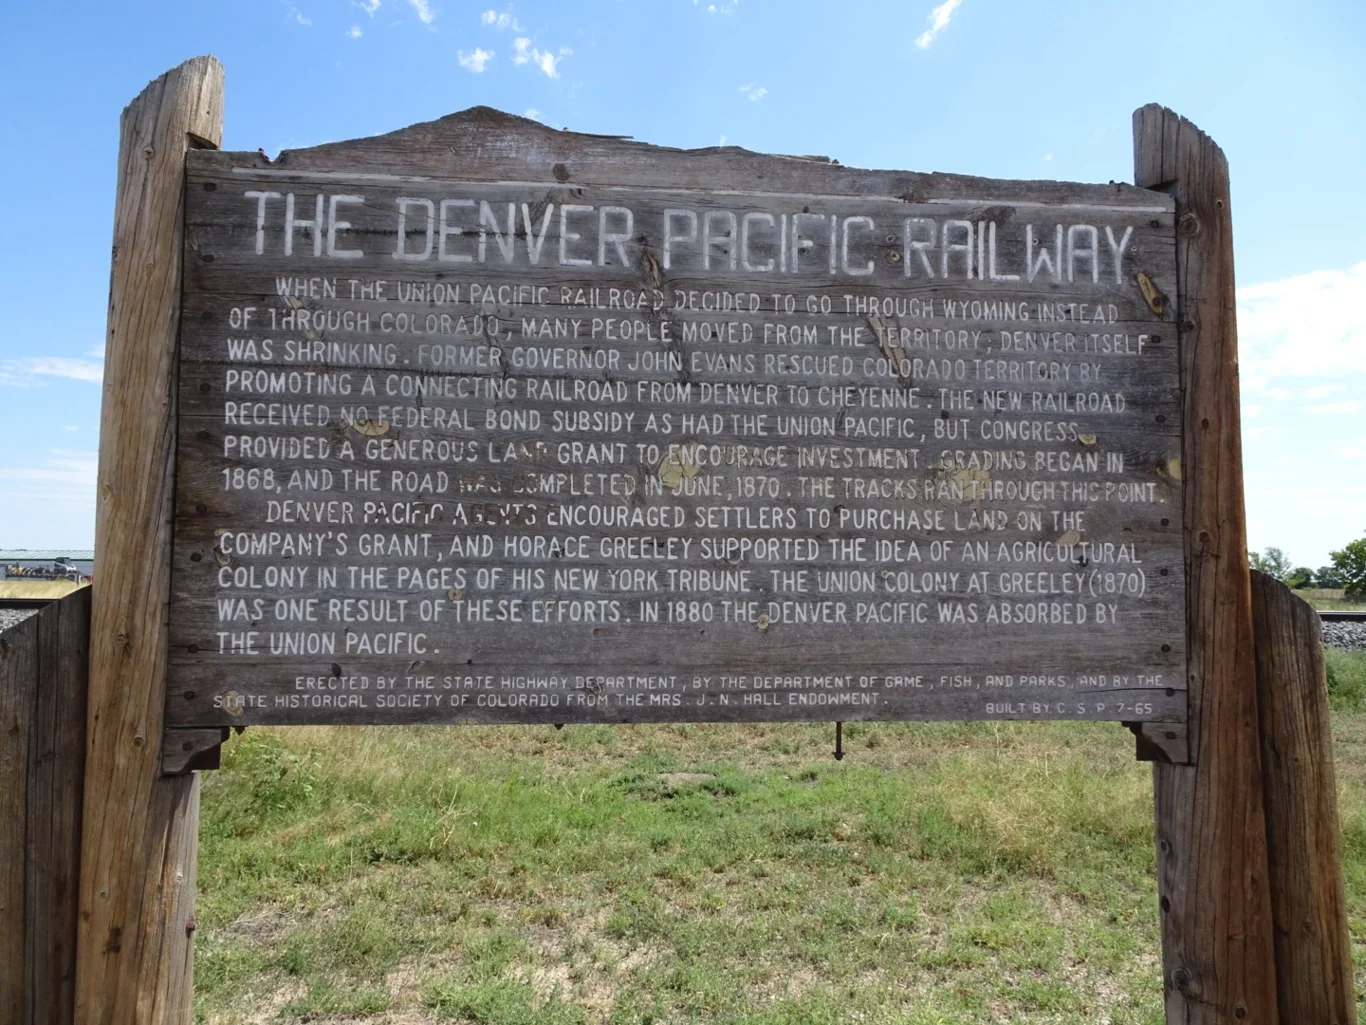 THE DENVER PACIFIC RAILWAY
WHEN THE UNION PACIFIC RAILROAD DECIDED TO GO THROUGH WYOMING INSTEAD
OF THROUGH COLORADO, MANY PEOPLE MOVED FROM THE TERRITORY; DENVER ITSELF
WAS SHRINKING. FORMER GOVERNOR JOHN EVANS RESCUED COLORADO TERRITORY BY
PROMOTING A CONNECTING RAILROAD FROM DENVER TO CHEYENNE. THE NEW RAILROAD
RECEIVED NO FEDERAL BOND SUBSIDY AS HAD THE UNION PACIFIC, BUT CONGRESS
PROVIDED A GENEROUS LAND GRANT TO ENCOURAGE INVESTMENT. GRADING BEGAN IN
1868, AND THE ROAD WAS COMPLETED IN JUNE, 1870. THE TRACKS RAN THROUGH THIS POINT.
DENVER PACIFIC AGENTS ENCOURAGED SETTLERS TO PURCHASE LAND ON THE
COMPANY'S GRANT, AND HORACE GREELEY SUPPORTED THE IDEA OF AN AGRICULTURAL
COLONY IN THE PAGES OF HIS NEW YORK TRIBUNE. THE UNION COLONY AT GREELEY (1870)
WAS ONE RESULT OF THESE EFFORTS. IN 1880 THE DENVER PACIFIC WAS ABSORBED BY
THE UNION PACIFIC.
ERECTED BY THE STATE HIGHWAY DEPARTMENT, BY THE DEPARTMENT OF GAME, FISH, AND PARKS, AND BY THE
STATE HISTORICAL SOCIETY OF COLORADO FROM THE MRS. J. N. HALL ENDOWMENT.
BUILT BY C. S. P. 7-65